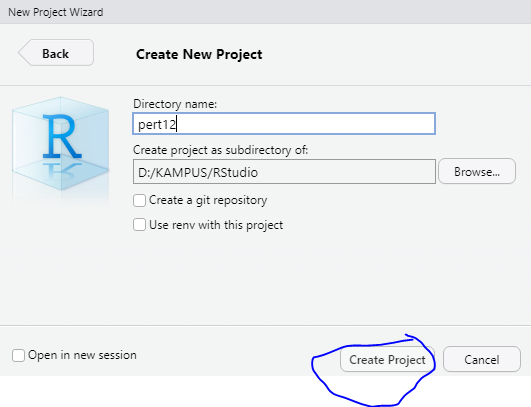 New Project Wizard
Back
Create New Project
R
Directory name:
pert12
Create project as subdirectory of:
D:/KAMPUS/RStudio
Browse...
Create a git repository
Use renv with this project
Open in new session
Create Project
Cancel